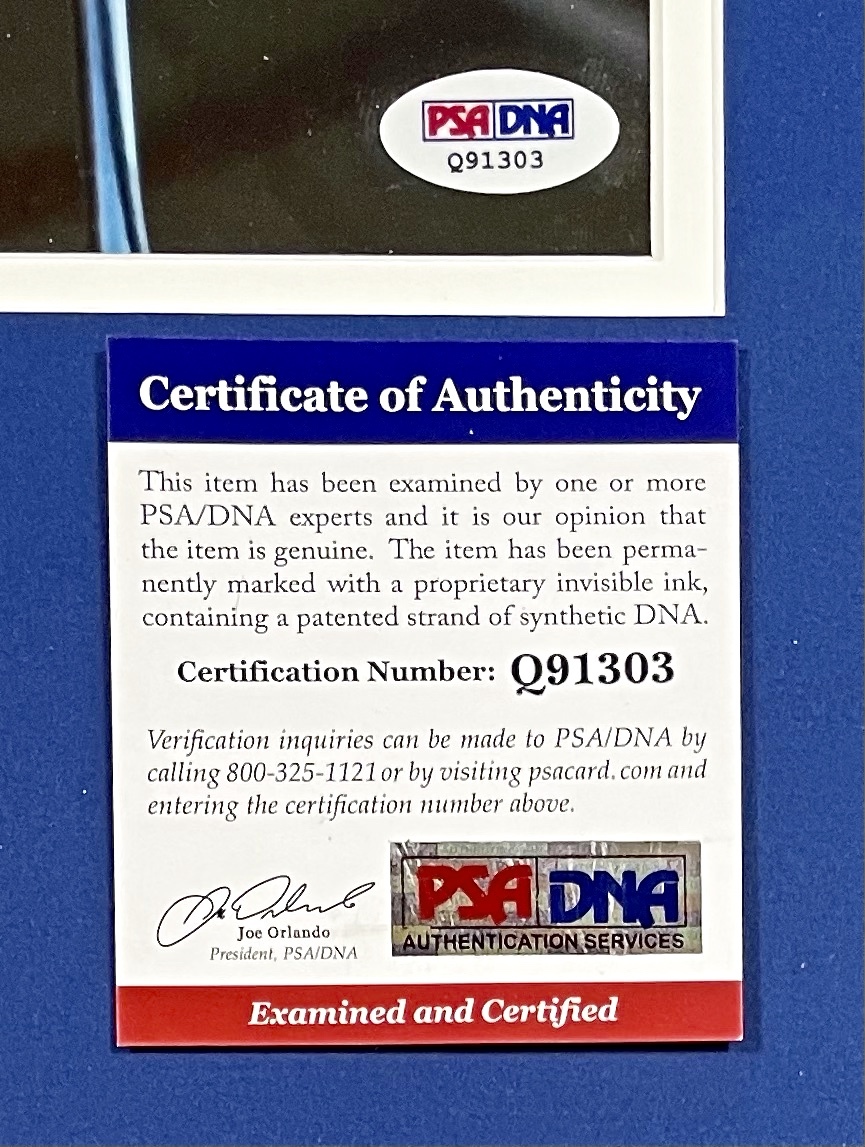 PSA DNA
Q91303
Certificate of Authenticity
This item has been examined by one or more
PSA/DNA experts and it is our opinion that
the item is genuine. The item has been perma-
nently marked with a proprietary invisible ink,
containing a patented strand of synthetic DNA.
Certification Number: Q91303
Verification inquiries can be made to PSA/DNA by
calling 800-325-1121 or by visiting psacard.com and
entering the certification number above.
Joe Orlando
President, PSA/DNA
PSA DNA
AUTHENTICATION SERVICES
Examined and Certified